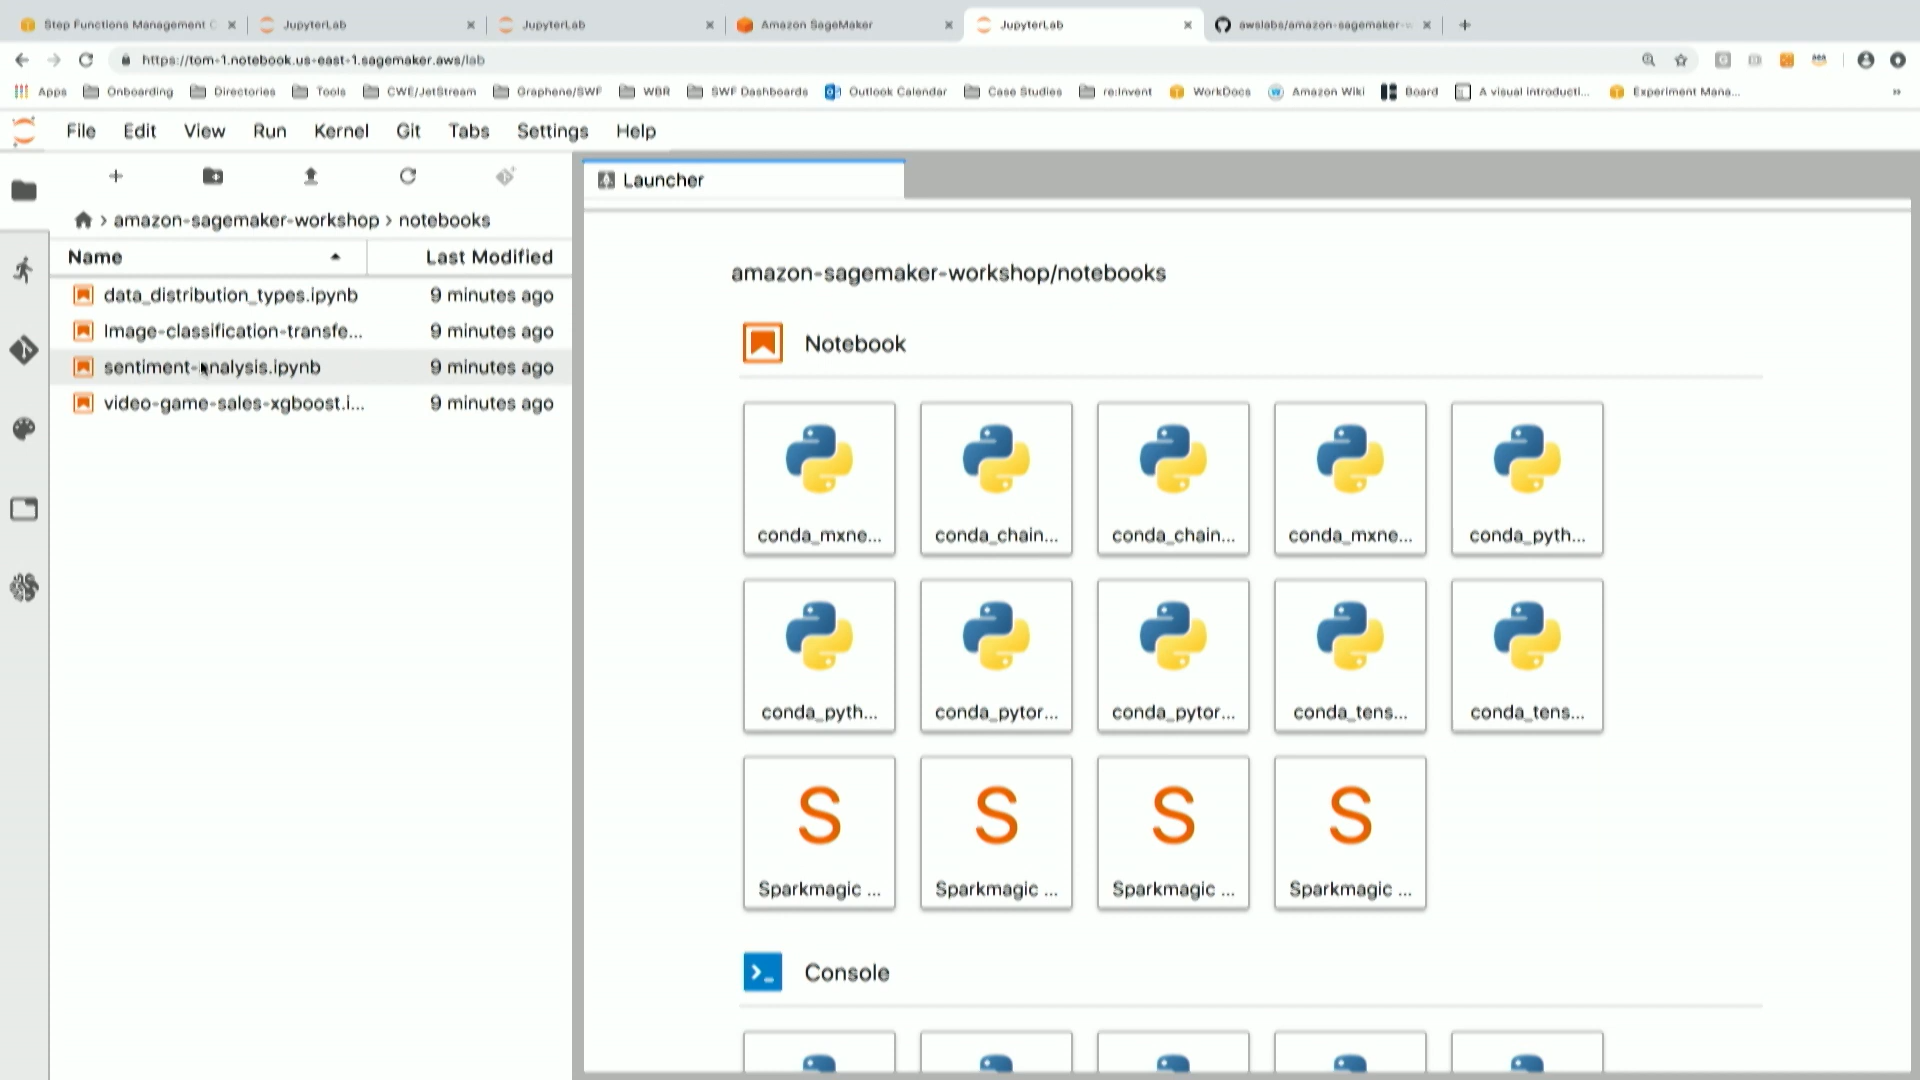 Step Functions Management C
JupyterLab
JupyterLab
Amazon SageMaker
JupyterLab
awslabs/amazon-sagemaker-
https://tom-1.notebook.us-east-1.sagemaker.aws/lab
Apps
Onboarding
Directories
Tools
CWE/JetStream
Graphene/SWF
WBR
SWF Dashboards
Outlook Calendar
Case Studies
re:Invent
WorkDocs
Amazon Wiki
Board
A visual introducti...
Experiment Mana...
File Edit View Run Kernel Git Tabs Settings Help
Launcher
amazon-sagemaker-workshop > notebooks
Name Last Modified
data_distribution_types.ipynb 9 minutes ago
Image-classification-transfe... 9 minutes ago
sentiment-analysis.ipynb 9 minutes ago
video-game-sales-xgboost.i... 9 minutes ago
amazon-sagemaker-workshop/notebooks
Notebook
conda_mxne... conda_chain... conda_chain... conda_mxne... conda_pyth...
conda_pyth... conda_pytor... conda_pytor... conda_tens... conda_tens...
S S S S
Sparkmagic ... Sparkmagic ... Sparkmagic ... Sparkmagic ...
Console